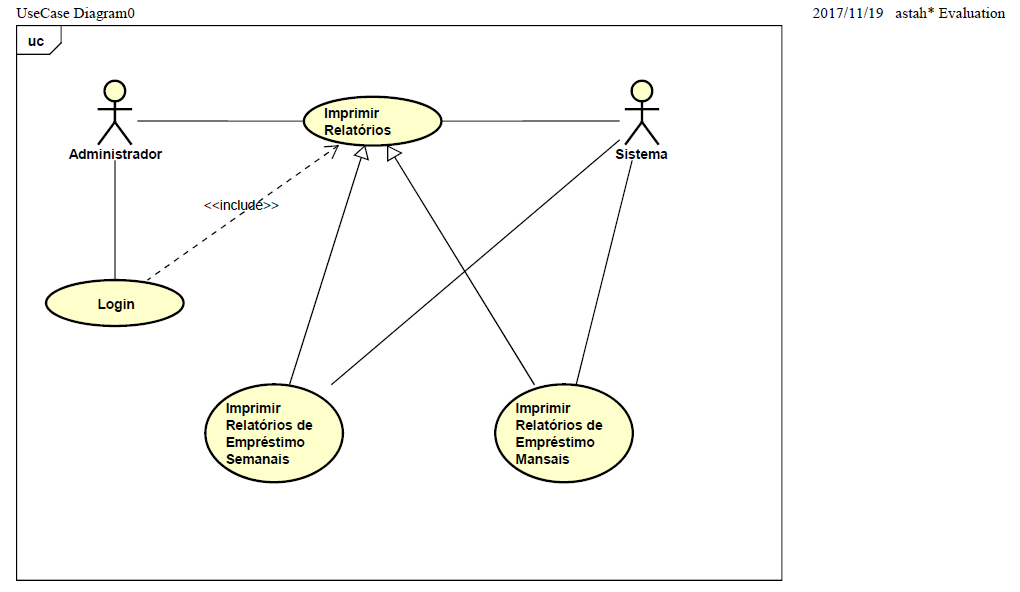 UseCase Diagram0
2017/11/19 astah* Evaluation
uc
Imprimir
Relatórios
Administrador
Sistema
<<include>>
Login
Imprimir
Relatórios de
Empréstimo
Semanais
Imprimir
Relatórios de
Empréstimo
Mansais